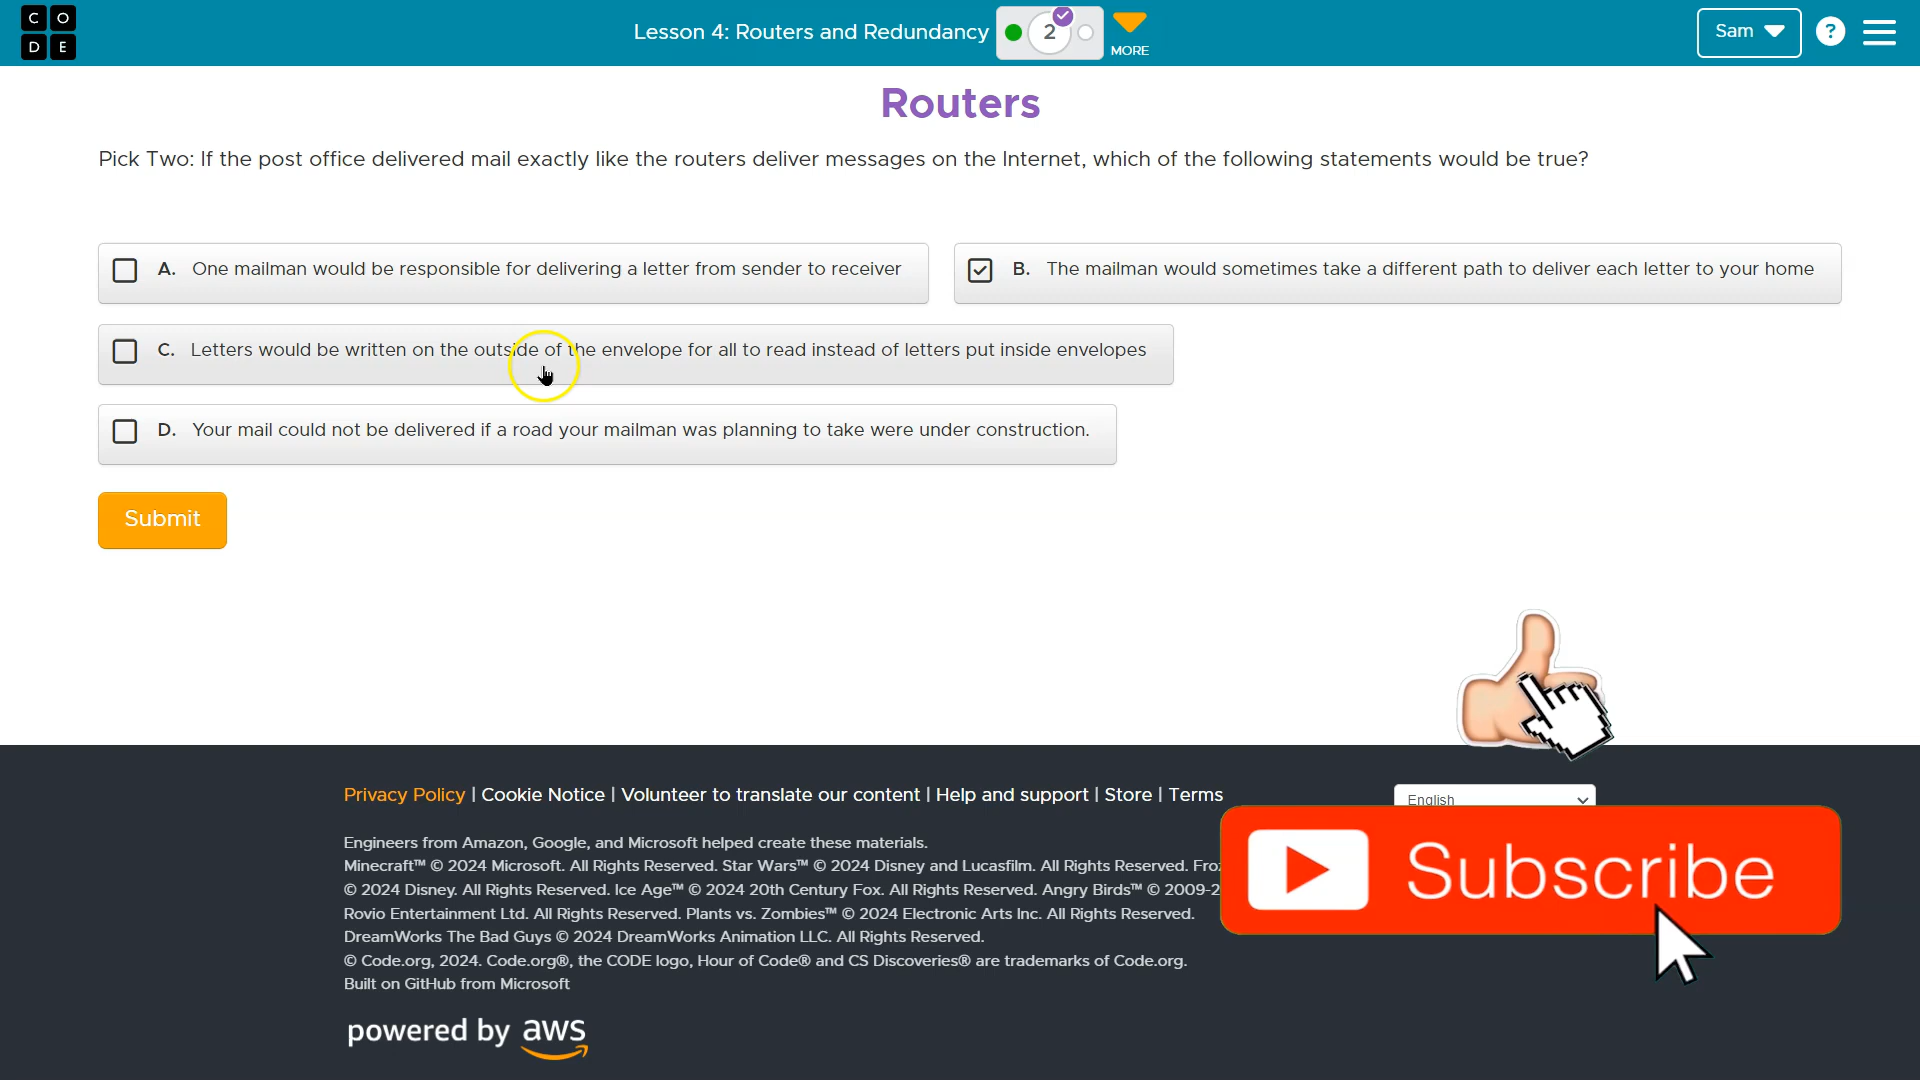 CODE
Lesson 4: Routers and Redundancy
2
MORE
Sam
?
Routers
Pick Two: If the post office delivered mail exactly like the routers deliver messages on the Internet, which of the following statements would be true?
A. One mailman would be responsible for delivering a letter from sender to receiver
B. The mailman would sometimes take a different path to deliver each letter to your home
C. Letters would be written on the outside of the envelope for all to read instead of letters put inside envelopes
D. Your mail could not be delivered if a road your mailman was planning to take were under construction.
Submit
Privacy Policy | Cookie Notice | Volunteer to translate our content | Help and support | Store | Terms
English
Engineers from Amazon, Google, and Microsoft helped create these materials.
Minecraft™ © 2024 Microsoft. All Rights Reserved. Star Wars™ © 2024 Disney and Lucasfilm. All Rights Reserved.
© 2024 Disney. All Rights Reserved. Ice Age™ © 2024 20th Century Fox. All Rights Reserved. Angry Birds™ © 2009-2
Rovio Entertainment Ltd. All Rights Reserved. Plants vs. Zombies™ © 2024 Electronic Arts Inc. All Rights Reserved.
DreamWorks The Bad Guys © 2024 DreamWorks Animation LLC. All Rights Reserved.
© Code.org, 2024. Code.org®, the CODE logo, Hour of Code® and CS Discoveries® are trademarks of Code.org.
Built on GitHub from Microsoft
powered by aws
Subscribe